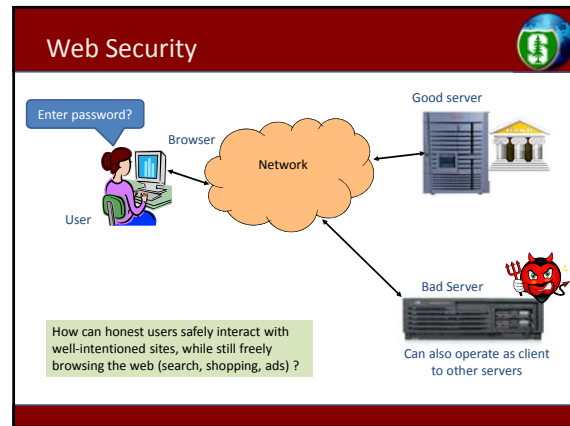 Web Security
Good server
Enter password?
BANK
Browser
Network
User
Bad Server
How can honest users safely interact with
well-intentioned sites, while still freely
browsing the web (search, shopping, ads) ?
Can also operate as client
to other servers